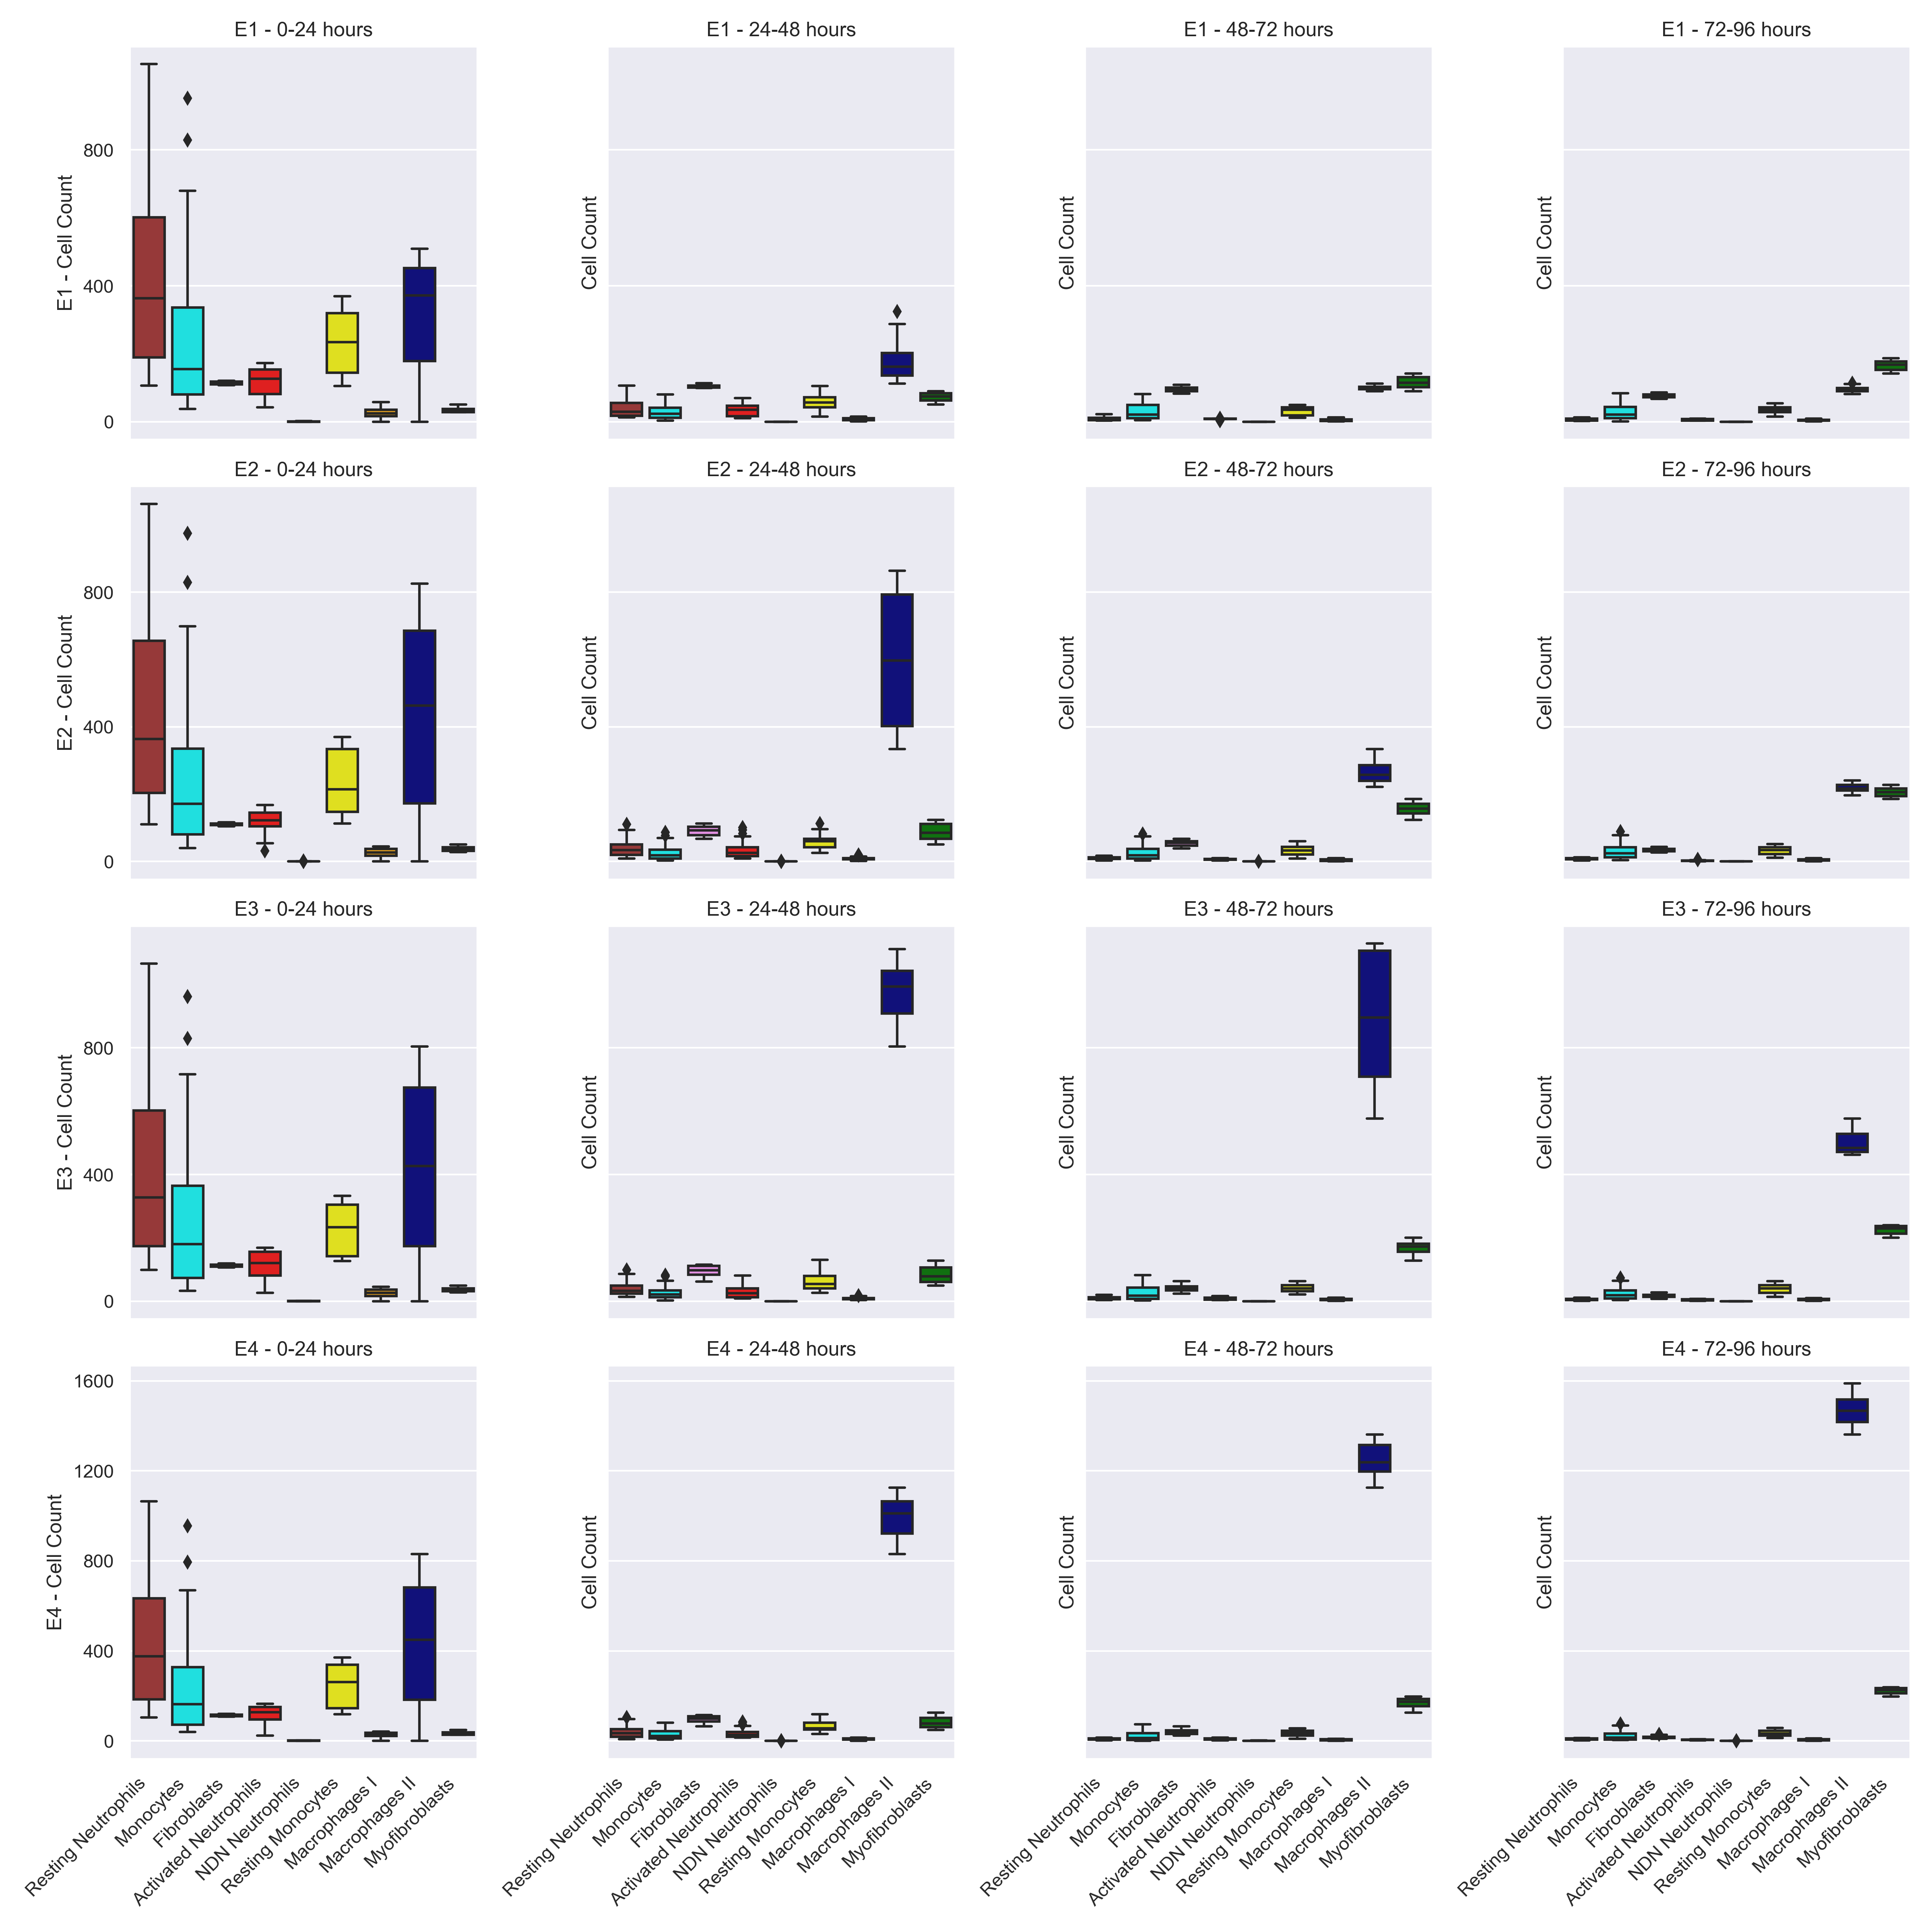 E1 - 0-24 hours
E1 - 24-48 hours
E1 - 48-72 hours
E1 - 72-96 hours
E1 - Cell Count
800
400
0
Cell Count
Cell Count
Cell Count
E2 - 0-24 hours
E2 - 24-48 hours
E2 - 48-72 hours
E2 - 72-96 hours
E2 - Cell Count
800
400
0
Cell Count
Cell Count
Cell Count
E3 - 0-24 hours
E3 - 24-48 hours
E3 - 48-72 hours
E3 - 72-96 hours
E3 - Cell Count
800
400
0
Cell Count
Cell Count
Cell Count
E4 - 0-24 hours
E4 - 24-48 hours
E4 - 48-72 hours
E4 - 72-96 hours
E4 - Cell Count
1600
1200
800
400
0
Cell Count
Cell Count
Cell Count
Resting Neutrophils
Monocytes
Fibroblasts
Activated Neutrophils
NDN Neutrophils
Resting Monocytes
Macrophages I
Macrophages II
Myofibroblasts
Resting Neutrophils
Monocytes
Fibroblasts
Activated Neutrophils
NDN Neutrophils
Resting Monocytes
Macrophages I
Macrophages II
Myofibroblasts
Resting Neutrophils
Monocytes
Fibroblasts
Activated Neutrophils
NDN Neutrophils
Resting Monocytes
Macrophages I
Macrophages II
Myofibroblasts
Resting Neutrophils
Monocytes
Fibroblasts
Activated Neutrophils
NDN Neutrophils
Resting Monocytes
Macrophages I
Macrophages II
Myofibroblasts